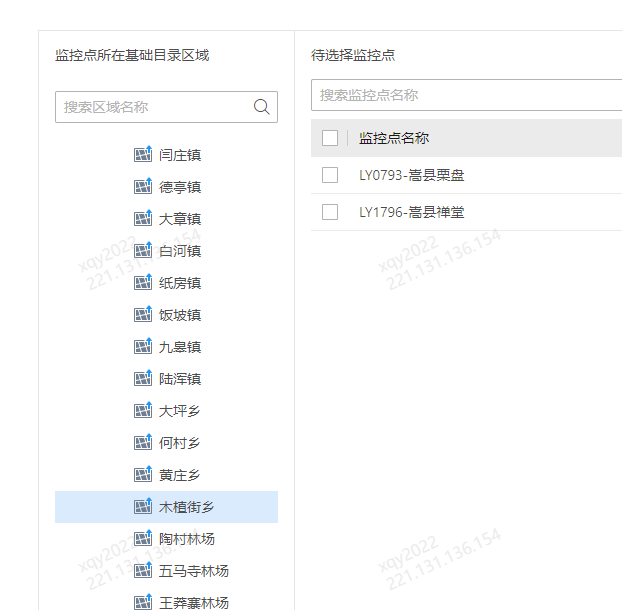 监控点所在基础目录区域
搜索区域名称
闫庄镇
德亭镇
大章镇
白河镇
纸房镇
饭坡镇
九皋镇
陆浑镇
大坪乡
何村乡
黄庄乡
木植街乡
陶村林场
五马寺林场
王莽寨林场
待选择监控点
搜索监控点名称
监控点名称
LY0793-嵩县栗盘
LY1796-嵩县禅堂
xqy2022
221.131.136.154
xqy2022
221.131.136.154
xqy2022
221.131.136.154
xqy2022
221.131.136.154